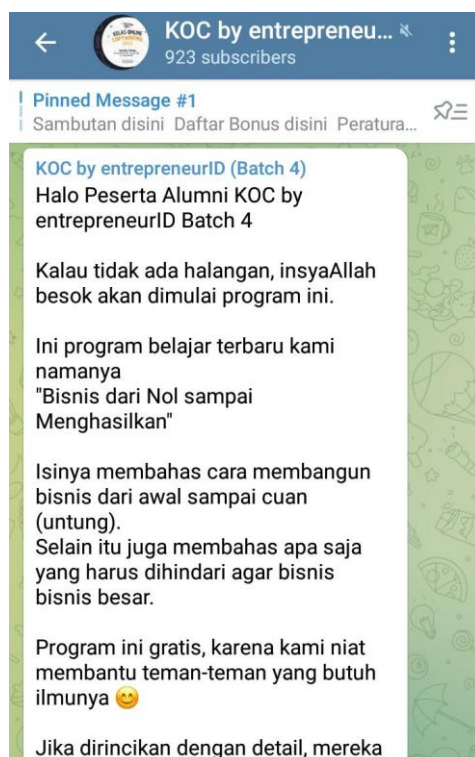 KOC by entrepreneu...
923 subscribers
Pinned Message #1
Sambutan disini Daftar Bonus disini Peratura...
KOC by entrepreneurID (Batch 4)
Halo Peserta Alumni KOC by
entrepreneurID Batch 4
Kalau tidak ada halangan, insyaAllah
besok akan dimulai program ini.
Ini program belajar terbaru kami
namanya
"Bisnis dari Nol sampai
Menghasilkan"
Isinya membahas cara membangun
bisnis dari awal sampai cuan
(untung).
Selain itu juga membahas apa saja
yang harus dihindari agar bisnis
bisnis besar.
Program ini gratis, karena kami niat
membantu teman-teman yang butuh
ilmunya 😊
Jika dirincikan dengan detail, mereka